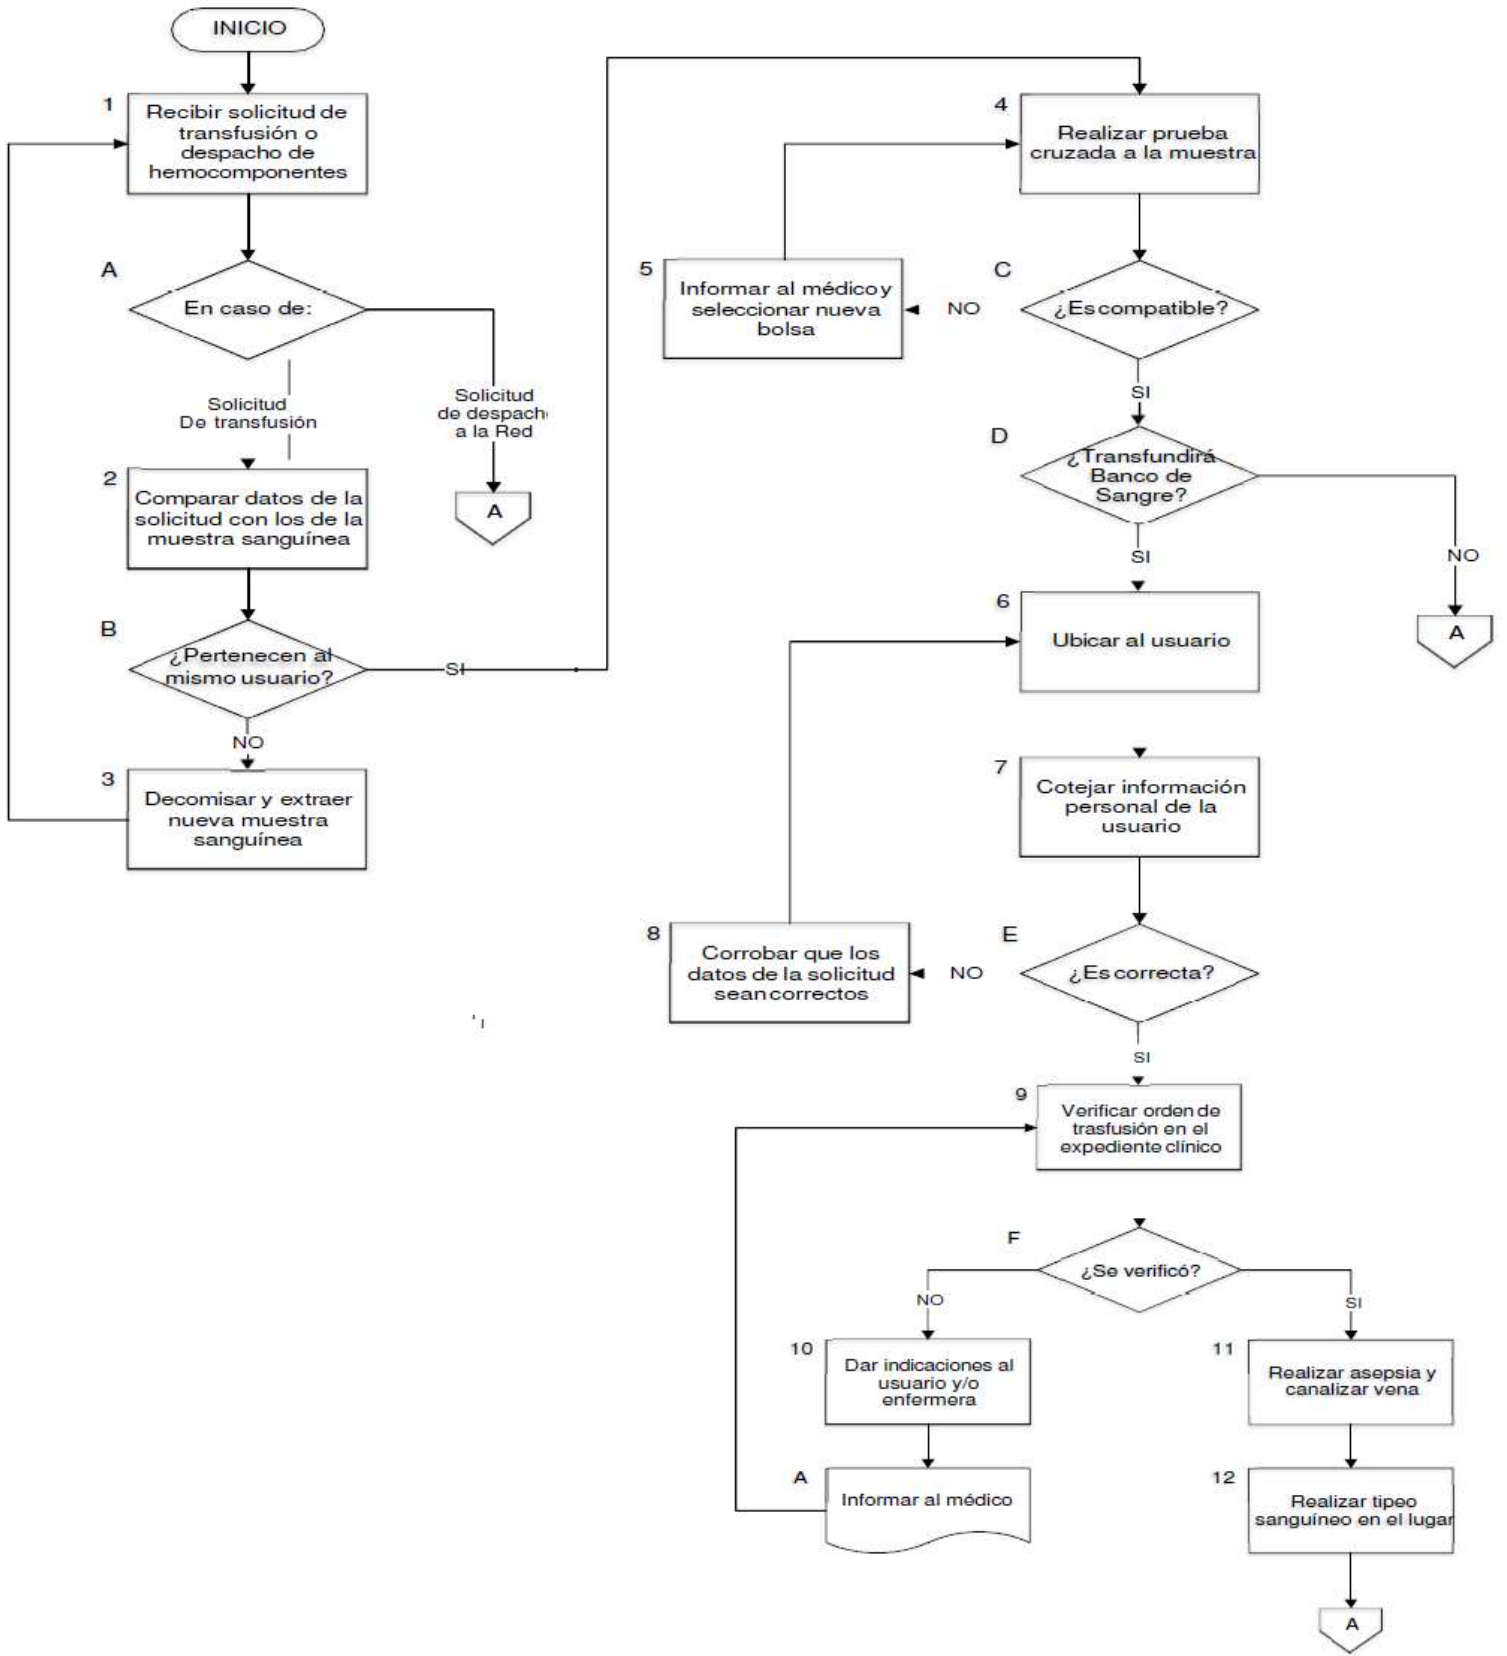 INICIO
1
Recibir solicitud de
transfusión o
despacho de
hemocomponentes
A
En caso de:
Solicitud
De transfusión
Solicitud
de despach
a la Red
A
2
Comparar datos de la
solicitud con los de la
muestra sanguínea
B
¿Pertenecen al
mismo usuario?
SI
NO
3
Decomisar y extraer
nueva muestra
sanguínea
4
Realizar prueba
cruzada a la muestra
5
Informar al médico y
seleccionar nueva
bolsa
NO
C
¿Es compatible?
SI
D
¿Transfundirá
Banco de
Sangre?
SI
NO
A
6
Ubicar al usuario
7
Cotejar información
personal de la
usuario
8
Corrobar que los
datos de la solicitud
sean correctos
NO
E
¿Es correcta?
SI
9
Verificar orden de
trasfusión en el
expediente clínico
F
¿Se verificó?
NO
SI
10
Dar indicaciones al
usuario y/o
enfermera
11
Realizar asepsia y
canalizar vena
A
Informar al médico
12
Realizar tipeo
sanguíneo en el lugar
A